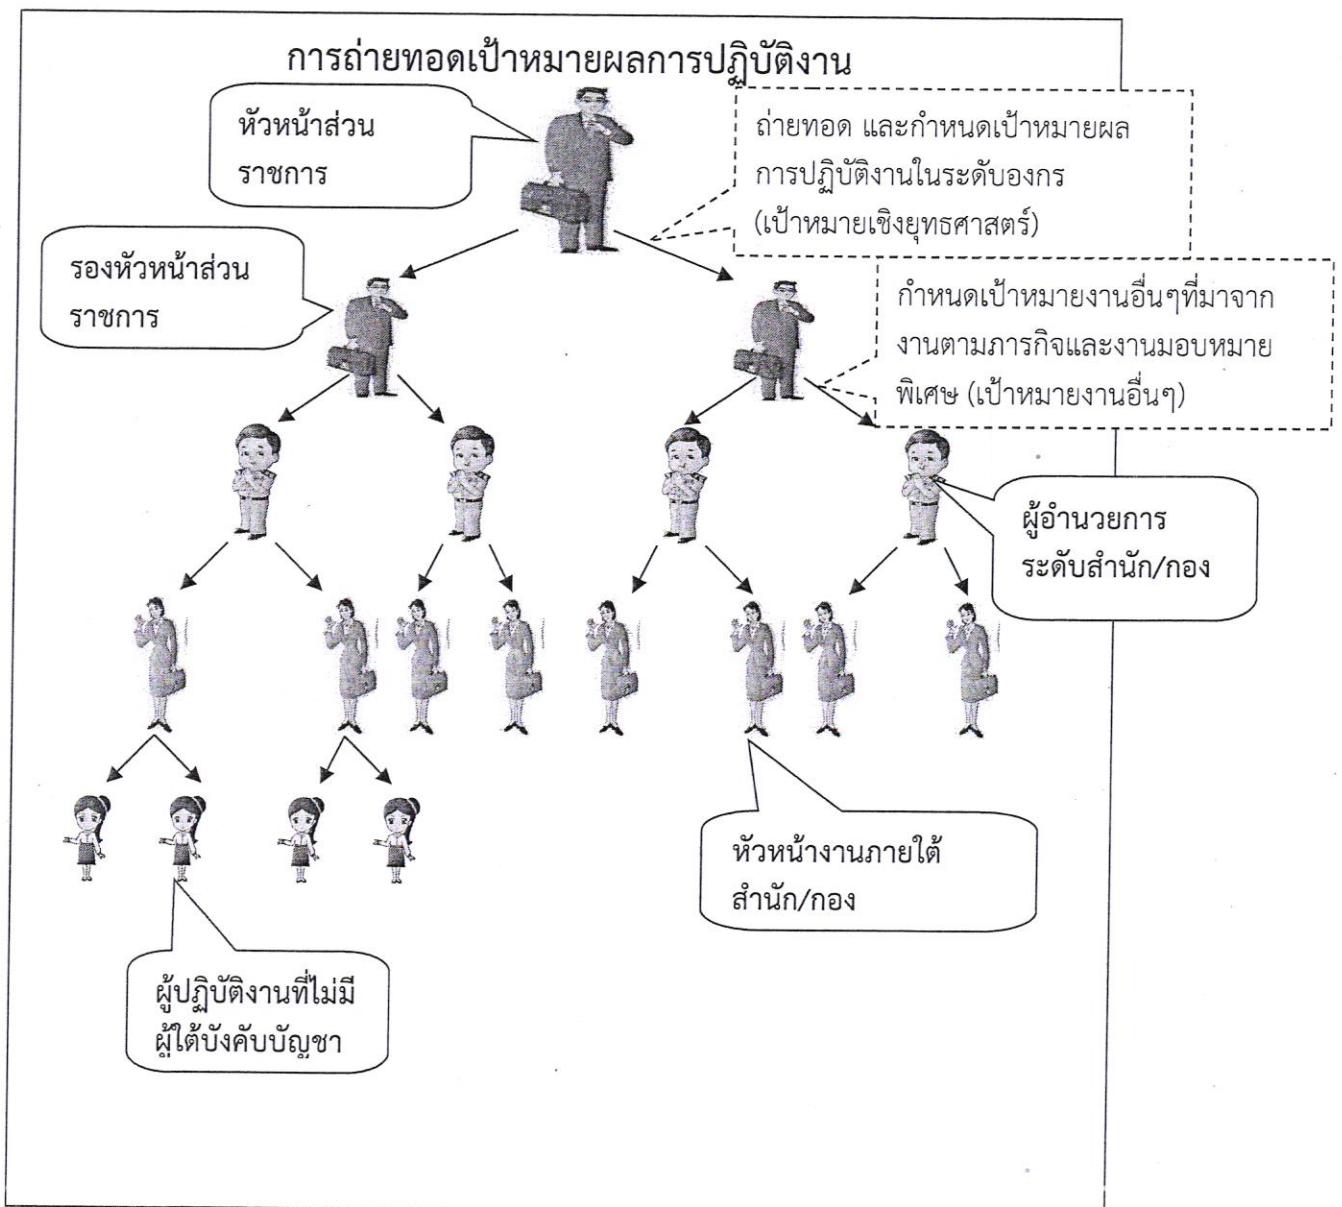 การถ่ายทอดเป้าหมายผลการปฏิบัติงาน
หัวหน้าส่วน
ราชการ
ถ่ายทอด และกำหนดเป้าหมายผล
การปฏิบัติงานในระดับองกร
(เป้าหมายเชิงยุทธศาสตร์)
รองหัวหน้าส่วน
ราชการ
กำหนดเป้าหมายงานอื่นๆที่มาจาก
งานตามภารกิจและงานมอบหมาย
พิเศษ (เป้าหมายงานอื่นๆ)
ผู้อำนวยการ
ระดับสำนัก/กอง
หัวหน้างานภายใต้
สำนัก/กอง
ผู้ปฏิบัติงานที่ไม่มี
ผู้ใต้บังคับบัญชา